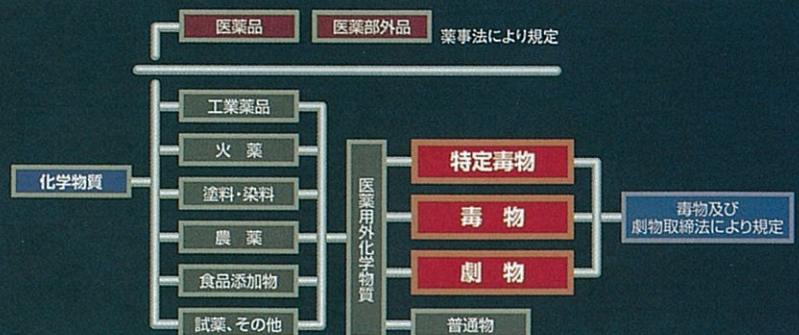 医薬品
医薬部外品
薬事法により規定
工業薬品
火 薬
塗料・染料
農 薬
食品添加物
試薬、その他
化学物質
医薬用外化学物質
特定毒物
毒 物
劇 物
普通物
毒物及び
劇物取締法により規定